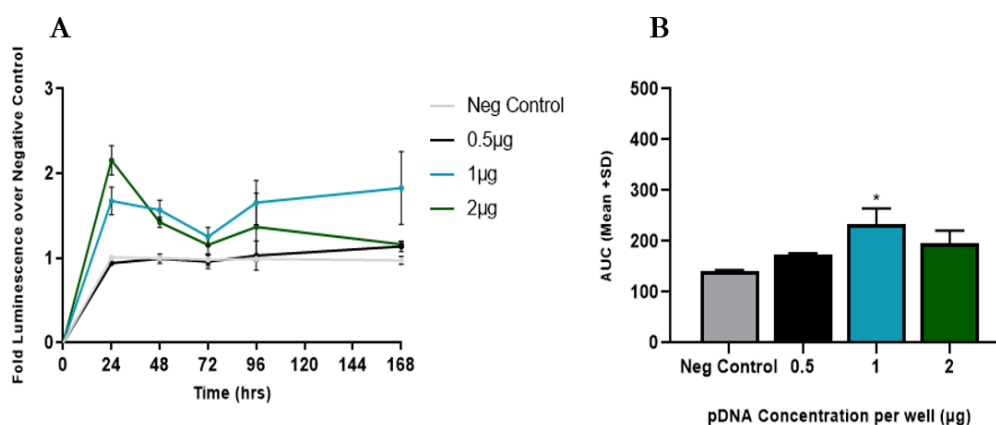 A
Fold Luminescence over Negative Control
3
2
1
0
0 24 48 72 96 120 144 168
Time (hrs)
Neg Control
0.5µg
1µg
2µg
B
AUC (Mean +SD)
500
400
300
200
100
0
*
Neg Control 0.5 1 2
pDNA Concentration per well (µg)